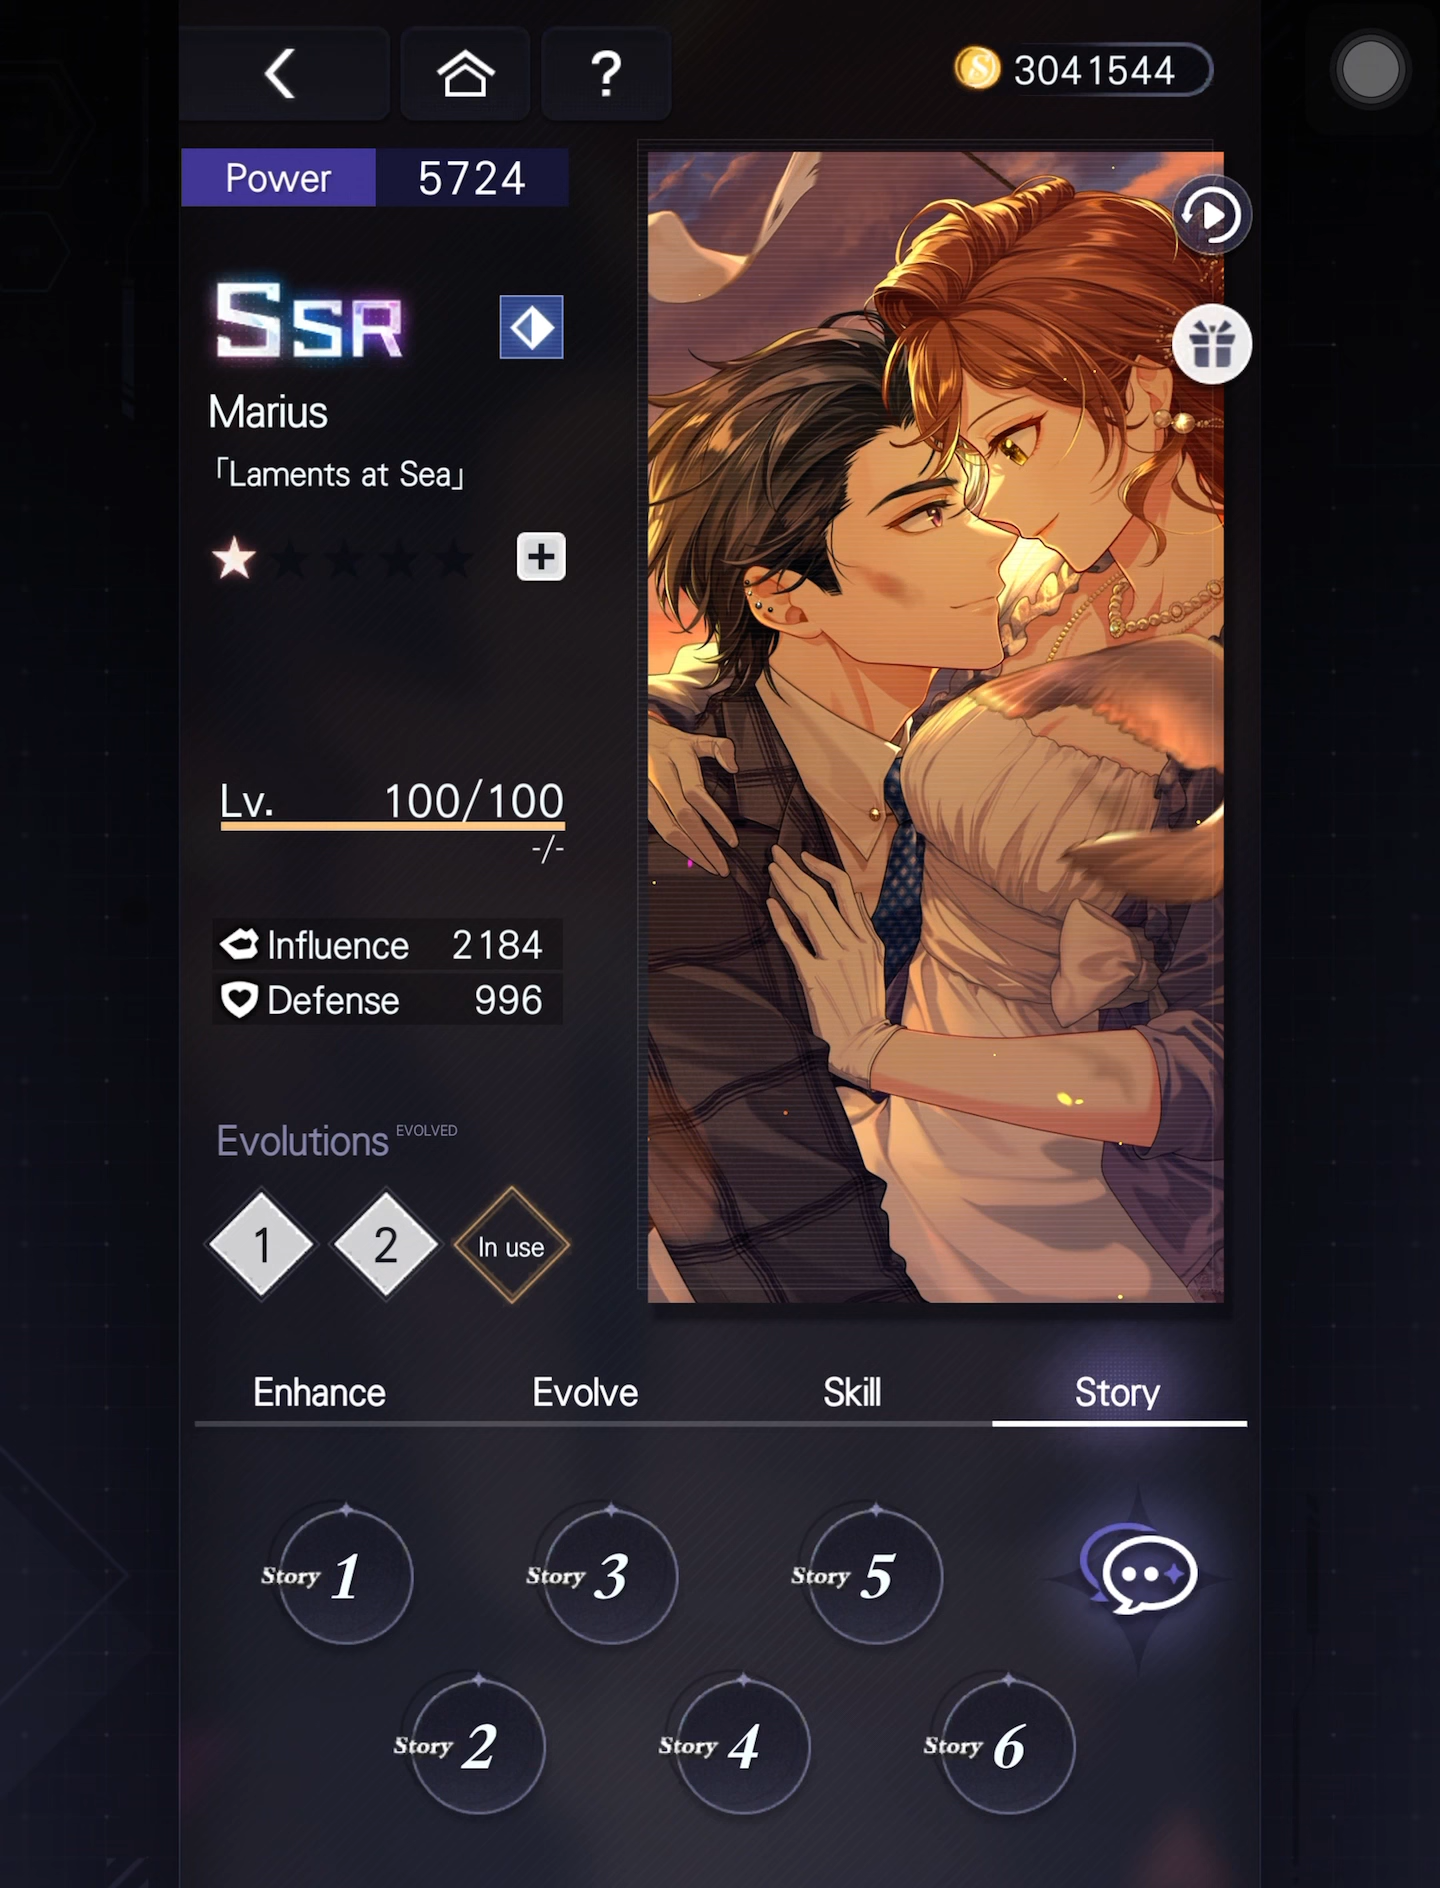 ?
3041544
Power 5724
SSR
Marius
「Laments at Sea」
Lv. 100/100
-/-
Influence 2184
Defense 996
Evolutions EVOLVED
1 2 In use
Enhance Evolve Skill Story
Story 1 Story 3 Story 5
Story 2 Story 4 Story 6